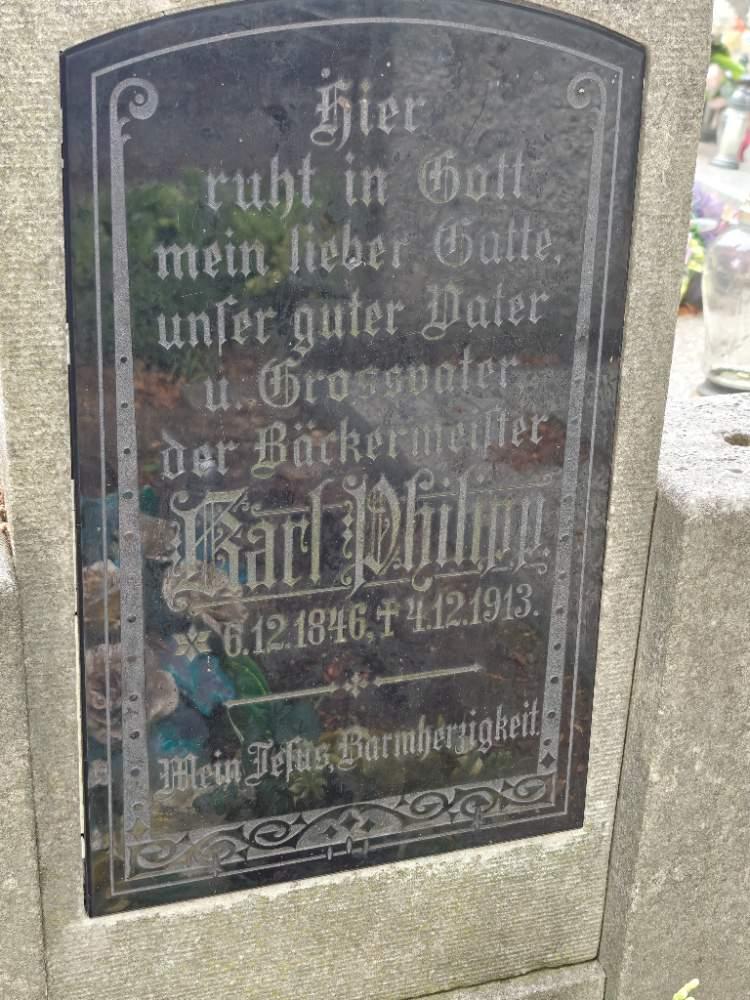 Hier
ruht in Gott
mein lieber Gatte,
unser guter Vater
u. Grossvater
der Bäckermeister
Karl Philipp.
* 6.12.1846, † 4.12.1913.
Mein Jesus, Barmherzigkeit.